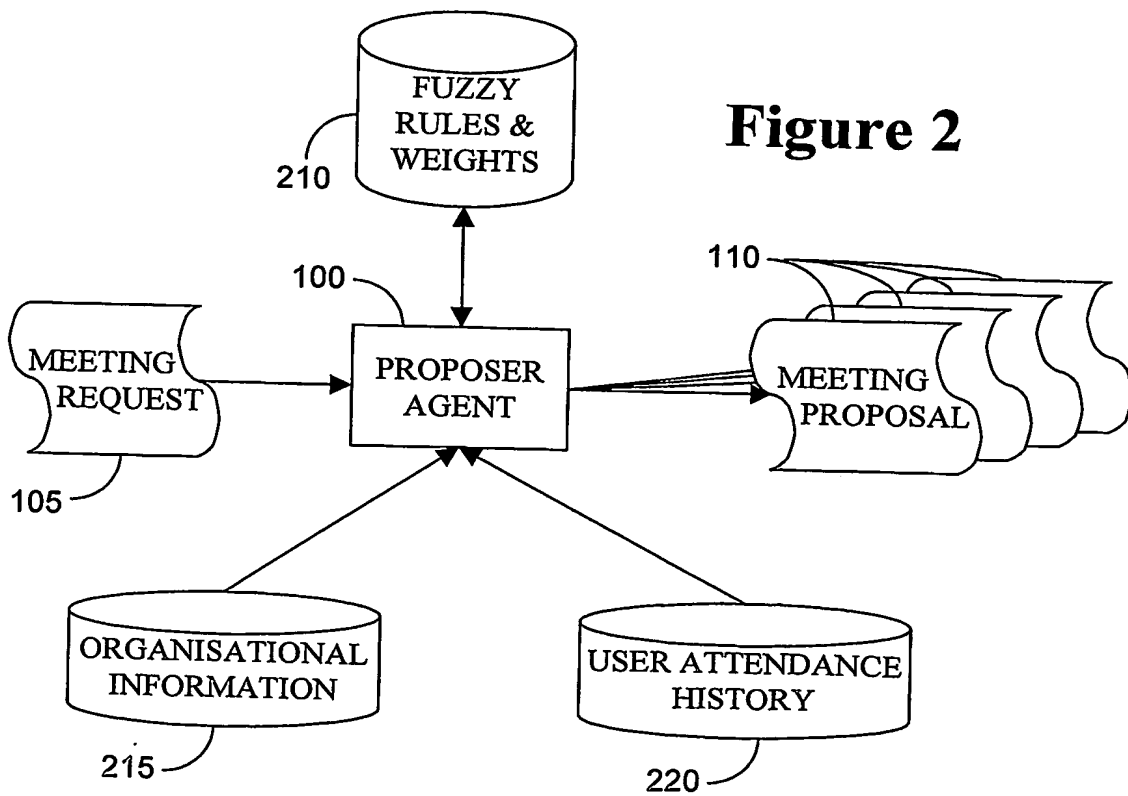 FUZZY
RULES &
WEIGHTS
210
Figure 2
100
110
MEETING
REQUEST
PROPOSER
AGENT
MEETING
PROPOSAL
105
ORGANISATIONAL
INFORMATION
USER ATTENDANCE
HISTORY
215
220